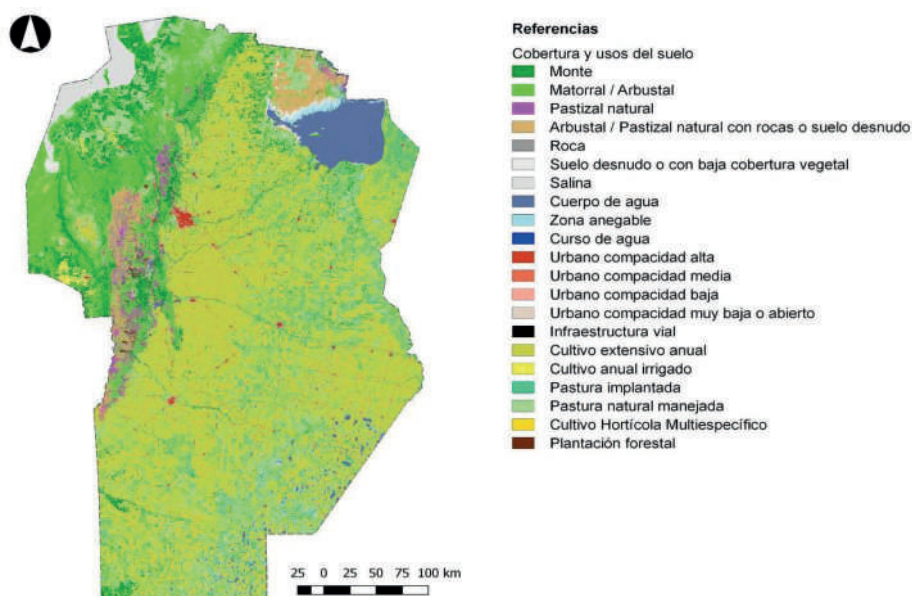 Referencias
Cobertura y usos del suelo
Monte
Matorral / Arbustal
Pastizal natural
Arbustal / Pastizal natural con rocas o suelo desnudo
Roca
Suelo desnudo o con baja cobertura vegetal
Salina
Cuerpo de agua
Zona anegable
Curso de agua
Urbano compacidad alta
Urbano compacidad media
Urbano compacidad baja
Urbano compacidad muy baja o abierto
Infraestructura vial
Cultivo extensivo anual
Cultivo anual irrigado
Pastura implantada
Pastura natural manejada
Cultivo Hortícola Multiespecífico
Plantación forestal
25 0 25 50 75 100 km